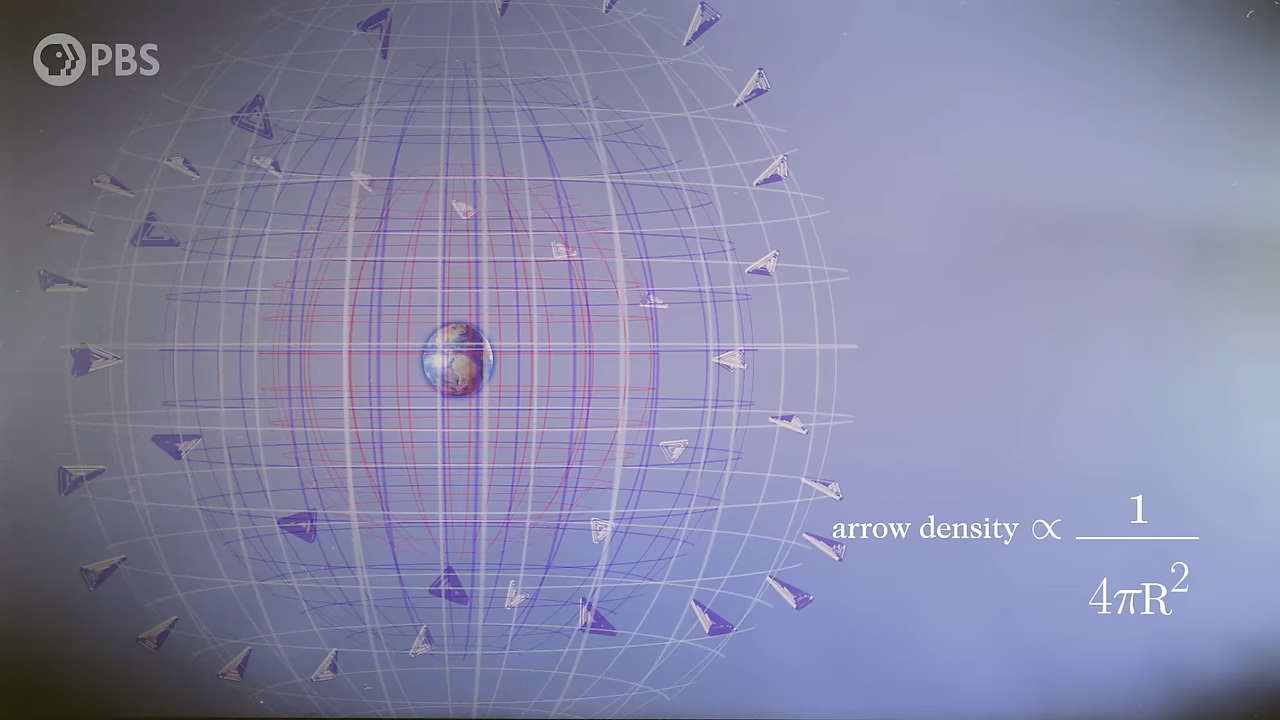 PBS
arrow density ∝ 1
4πR²